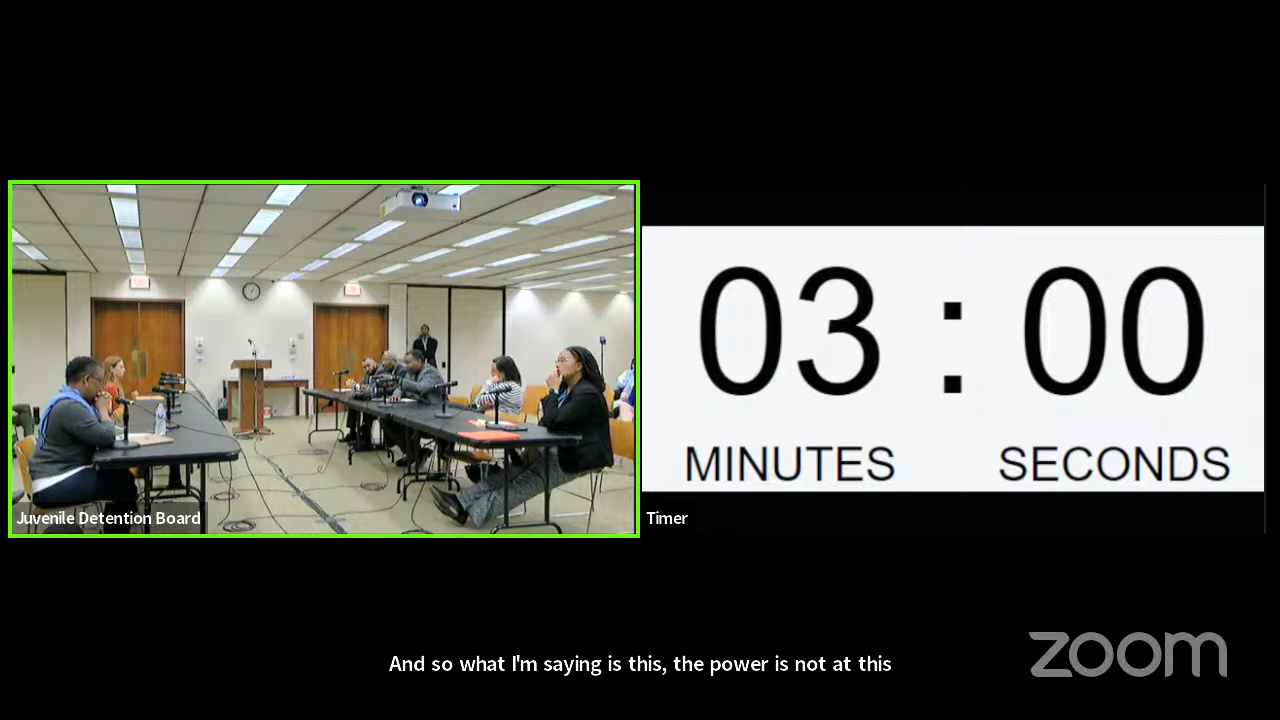 03 : 00
MINUTES SECONDS
Juvenile Detention Board
Timer
And so what I'm saying is this, the power is not at this
zoom